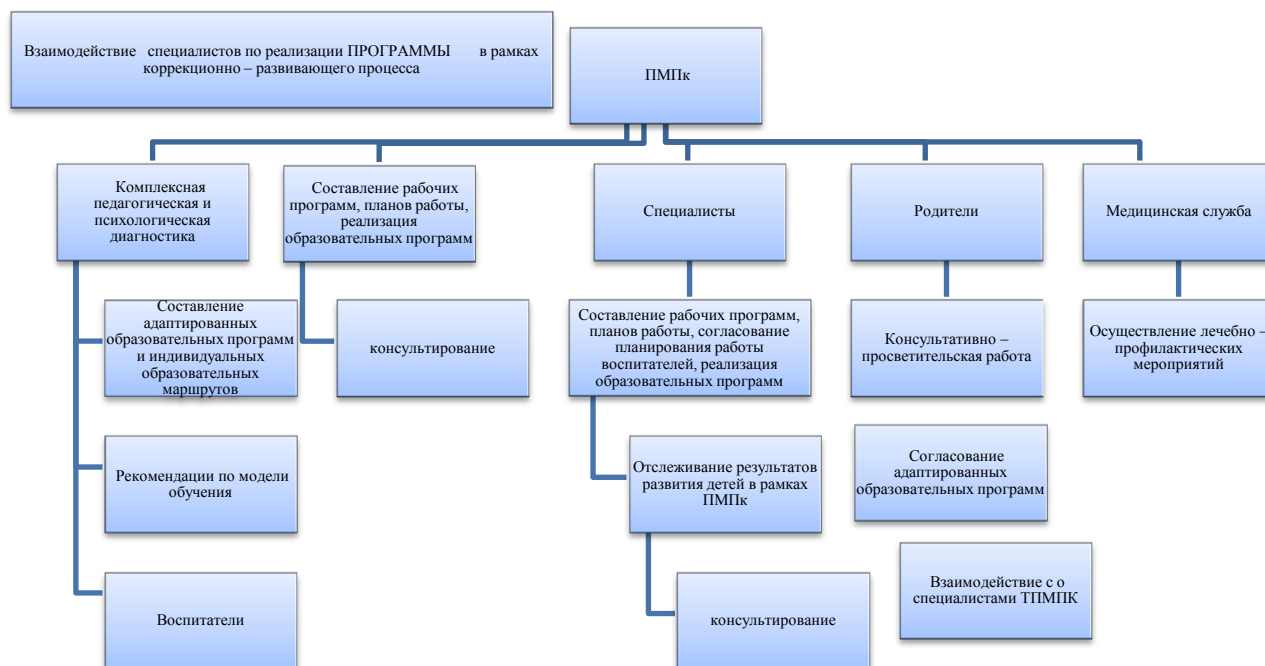 Взаимодействие специалистов по реализации ПРОГРАММЫ в рамках
коррекционно – развивающего процесса
ПМПк
Комплексная
педагогическая и
психологическая
диагностика
Составление рабочих
программ, планов работы,
реализация
образовательных программ
Специалисты
Родители
Медицинская служба
Составление
адаптированных
образовательных программ
и индивидуальных
образовательных
маршрутов
консультирование
Составление рабочих программ,
планов работы, согласование
планирования работы
воспитателей, реализация
образовательных программ
Консультативно –
просветительская работа
Осуществление лечебно –
профилактических
мероприятий
Рекомендации по модели
обучения
Отслеживание результатов
развития детей в рамках
ПМПк
Согласование
адаптированных
образовательных программ
Воспитатели
консультирование
Взаимодействие с о
специалистами ТПМПК